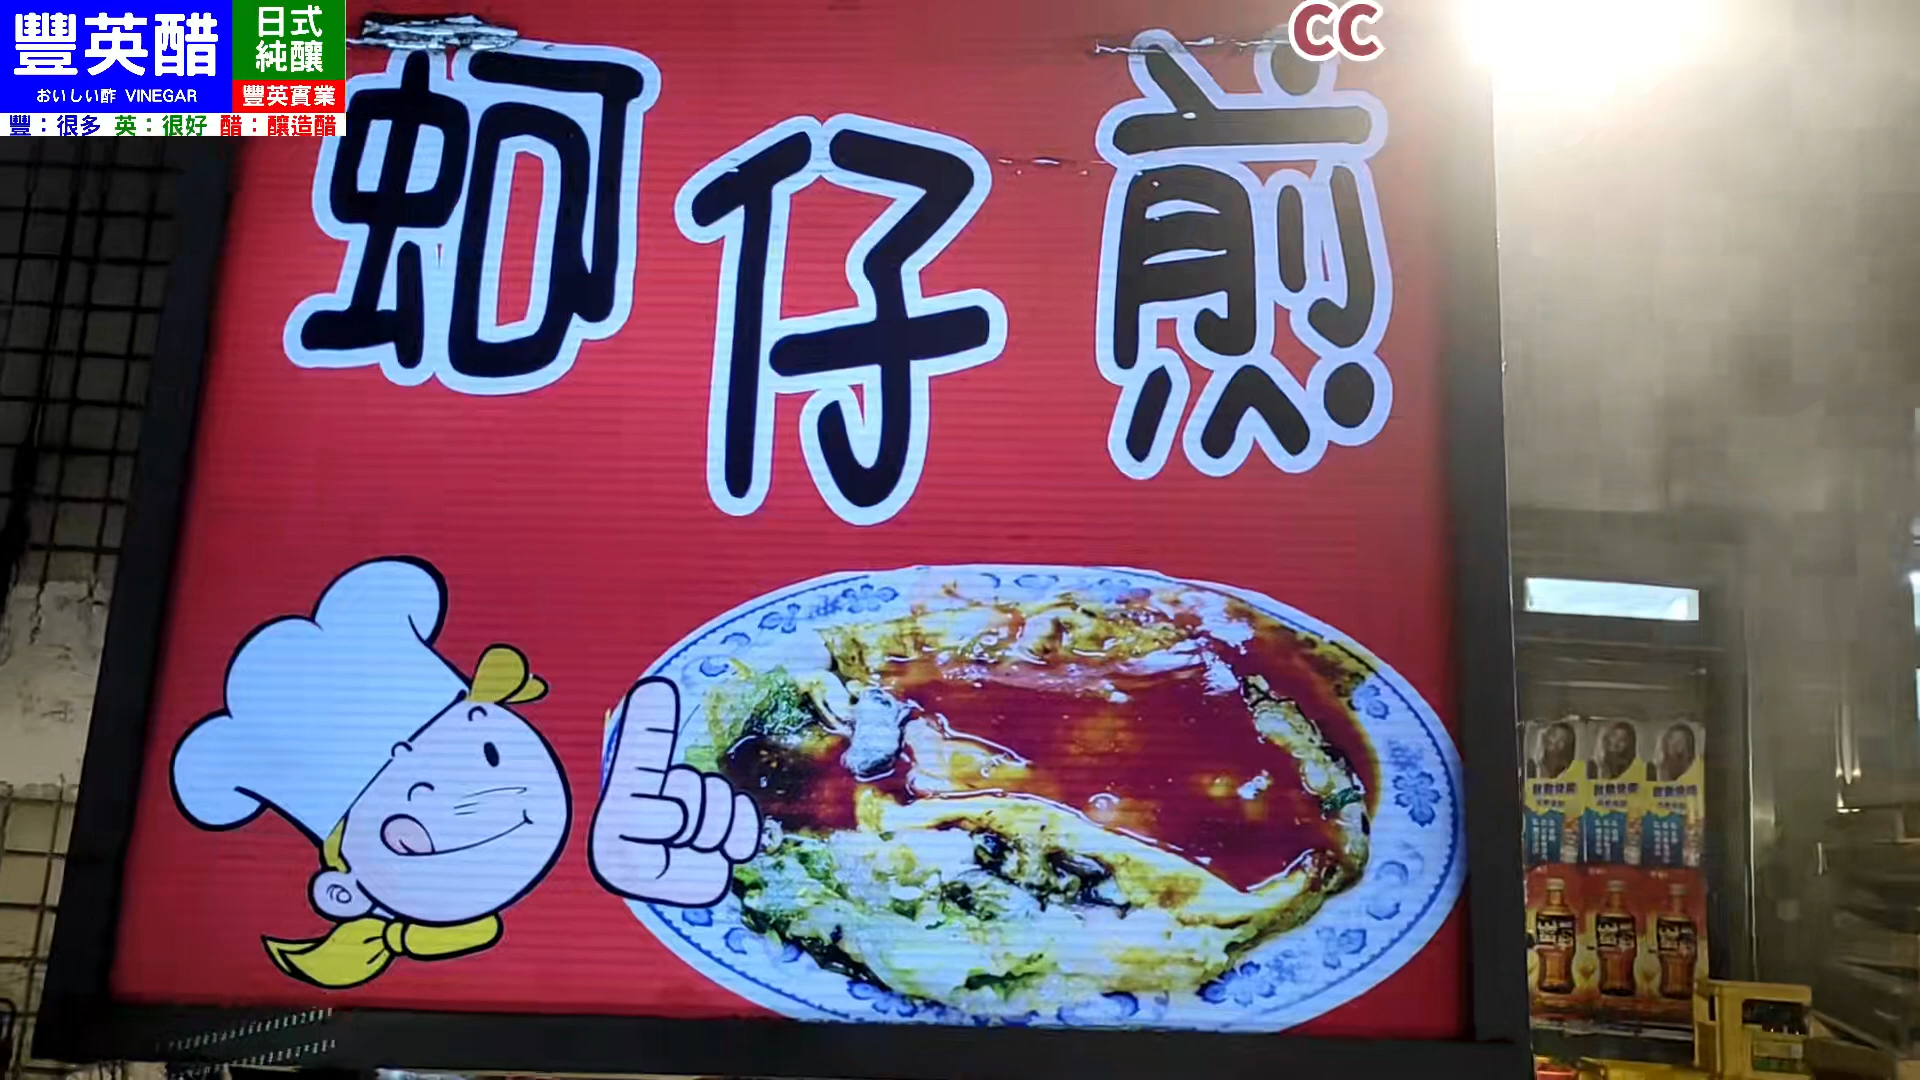 豐英醋
日式
純釀
おいしい酢 VINEGAR
豐英實業
豐：很多 英：很好 醋：釀造醋
CC
蚵仔煎